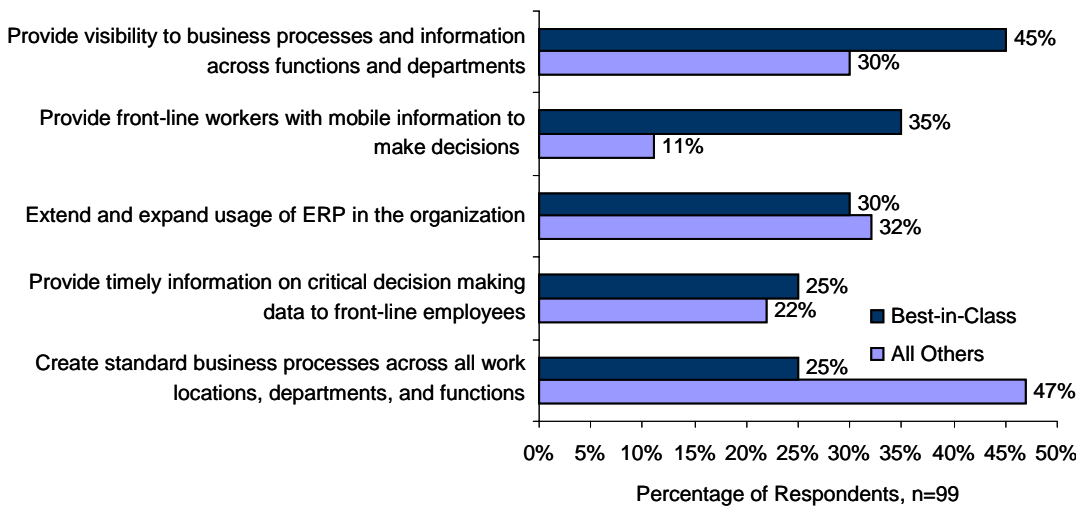 Provide visibility to business processes and information
across functions and departments
45%
30%
Provide front-line workers with mobile information to
make decisions
35%
11%
Extend and expand usage of ERP in the organization
30%
32%
Provide timely information on critical decision making
data to front-line employees
25%
22%
Best-in-Class
All Others
Create standard business processes across all work
locations, departments, and functions
25%
47%
0% 5% 10% 15% 20% 25% 30% 35% 40% 45% 50%
Percentage of Respondents, n=99